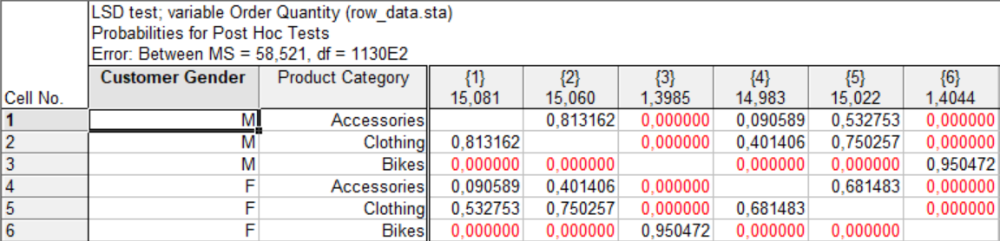 LSD test; variable Order Quantity (row_data.sta)
Probabilities for Post Hoc Tests
Error: Between MS = 58,521, df = 1130E2
Cell No. Customer Gender Product Category {1} {2} {3} {4} {5} {6}
15,081 15,060 1,3985 14,983 15,022 1,4044
1 M Accessories 0,813162 0,000000 0,090589 0,532753 0,000000
2 M Clothing 0,813162 0,000000 0,401406 0,750257 0,000000
3 M Bikes 0,000000 0,000000 0,000000 0,000000 0,950472
4 F Accessories 0,090589 0,401406 0,000000 0,681483 0,000000
5 F Clothing 0,532753 0,750257 0,000000 0,681483 0,000000
6 F Bikes 0,000000 0,000000 0,950472 0,000000 0,000000